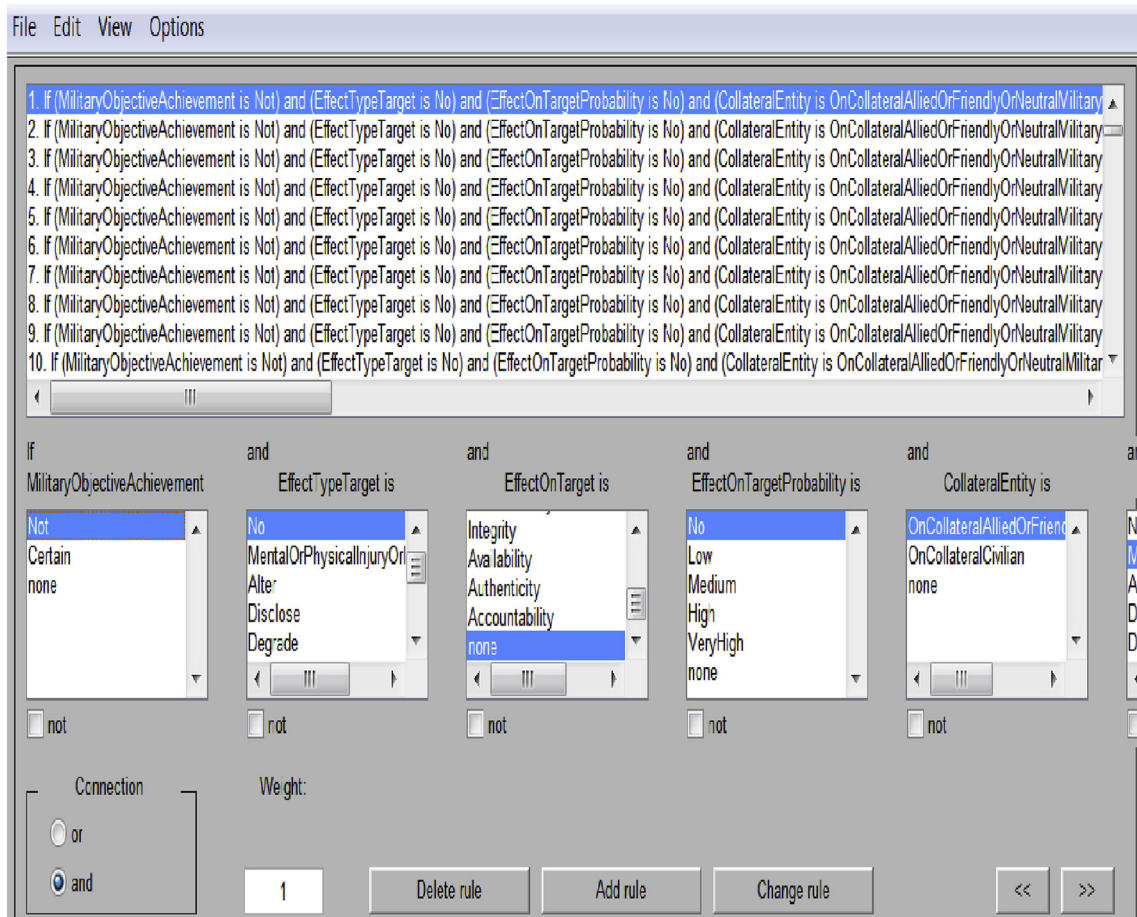 File Edit View Options
1. If (MilitaryObjectiveAchievement is Not) and (EffectTypeTarget is No) and (EffectOnTargetProbability is No) and (CollateralEntity is OnCollateralAlliedOrFriendlyOrNeutralMilitary
2. If (MilitaryObjectiveAchievement is Not) and (EffectTypeTarget is No) and (EffectOnTargetProbability is No) and (CollateralEntity is OnCollateralAlliedOrFriendlyOrNeutralMilitary
3. If (MilitaryObjectiveAchievement is Not) and (EffectTypeTarget is No) and (EffectOnTargetProbability is No) and (CollateralEntity is OnCollateralAlliedOrFriendlyOrNeutralMilitary
4. If (MilitaryObjectiveAchievement is Not) and (EffectTypeTarget is No) and (EffectOnTargetProbability is No) and (CollateralEntity is OnCollateralAlliedOrFriendlyOrNeutralMilitary
5. If (MilitaryObjectiveAchievement is Not) and (EffectTypeTarget is No) and (EffectOnTargetProbability is No) and (CollateralEntity is OnCollateralAlliedOrFriendlyOrNeutralMilitary
6. If (MilitaryObjectiveAchievement is Not) and (EffectTypeTarget is No) and (EffectOnTargetProbability is No) and (CollateralEntity is OnCollateralAlliedOrFriendlyOrNeutralMilitary
7. If (MilitaryObjectiveAchievement is Not) and (EffectTypeTarget is No) and (EffectOnTargetProbability is No) and (CollateralEntity is OnCollateralAlliedOrFriendlyOrNeutralMilitary
8. If (MilitaryObjectiveAchievement is Not) and (EffectTypeTarget is No) and (EffectOnTargetProbability is No) and (CollateralEntity is OnCollateralAlliedOrFriendlyOrNeutralMilitary
9. If (MilitaryObjectiveAchievement is Not) and (EffectTypeTarget is No) and (EffectOnTargetProbability is No) and (CollateralEntity is OnCollateralAlliedOrFriendlyOrNeutralMilitary
10. If (MilitaryObjectiveAchievement is Not) and (EffectTypeTarget is No) and (EffectOnTargetProbability is No) and (CollateralEntity is OnCollateralAlliedOrFriendlyOrNeutralMilitar
If
MilitaryObjectiveAchievement
Not
Certain
none
not
and
EffectTypeTarget is
No
MentalOrPhysicalInjuryOr
Alter
Disclose
Degrade
not
and
EffectOnTarget is
Integrity
Availability
Authenticity
Accountability
none
not
and
EffectOnTargetProbability is
No
Low
Medium
High
VeryHigh
none
not
and
CollateralEntity is
OnCollateralAlliedOrFriend
OnCollateralCivilian
none
not
Connection
or
and
Weight:
1
Delete rule
Add rule
Change rule
<<
>>